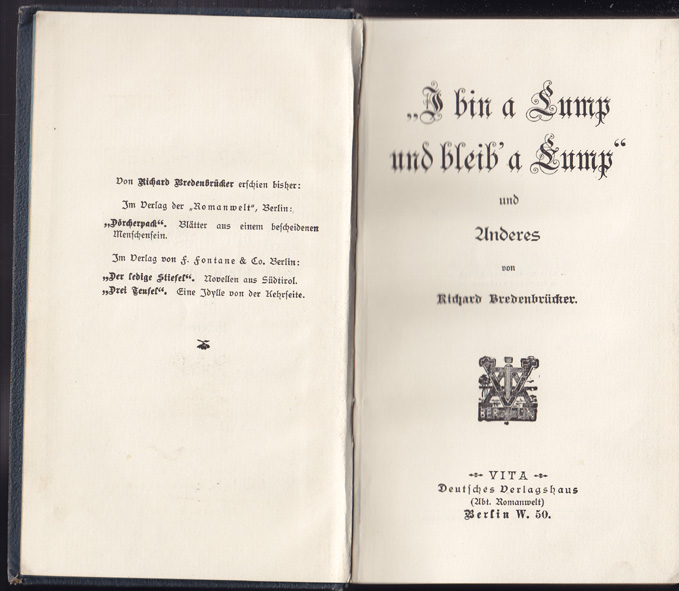 Von Richard Bredenbrücker erschien bisher:
Im Verlag der „Romanwelt", Berlin:
„Dörcherpack“. Blätter aus einem bescheidenen
Menschensein.
Im Verlag von F. Fontane & Co. Berlin:
„Der ledige Stiefel“. Novellen aus Südtirol.
„Drei Teufel“. Eine Idylle von der Kehrseite.
„I bin a Lump
und bleib' a Lump“
und
Anderes
von
Richard Bredenbrücker.
BERLIN
VITA
Deutsches Verlagshaus
(Abt. Romanwelt)
Berlin W. 50.